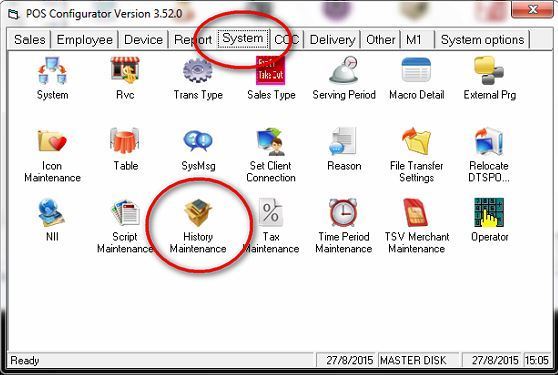 POS Configurator Version 3.52.0
Sales Employee Device Report System CCC Delivery Other M1 System options
System Rvc Trans Type Sales Type Serving Period Macro Detail External Prg
Icon Maintenance Table SysMsg Set Client Connection Reason File Transfer Settings Relocate DTSPO...
NII Script Maintenance History Maintenance Tax Maintenance Time Period Maintenance TSV Merchant Maintenance Operator
Ready 27/8/2015 MASTER DISK 27/8/2015 15:05